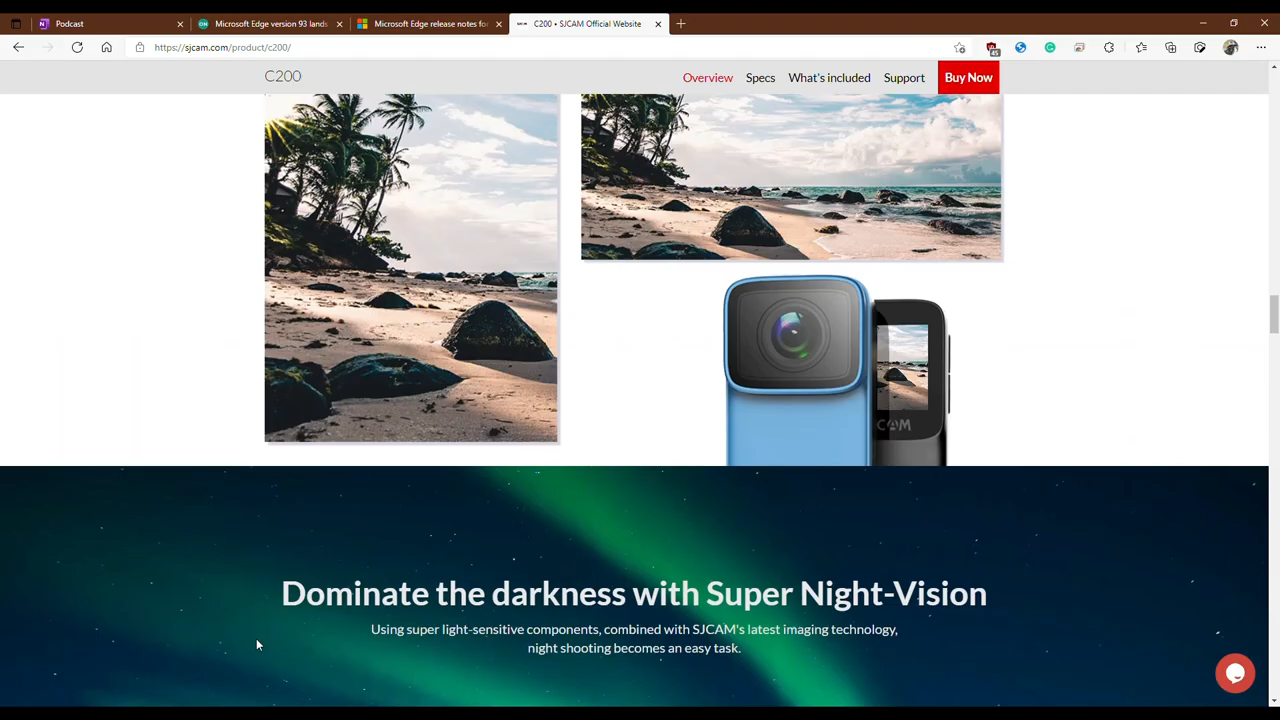 Podcast
Microsoft Edge version 93 lands
Microsoft Edge release notes fo
C200 • SJCAM Official Website
https://sjcam.com/product/c200/
45
C200
Overview
Specs
What's included
Support
Buy Now
CAM
Dominate the darkness with Super Night-Vision
Using super light-sensitive components, combined with SJCAM's latest imaging technology,
night shooting becomes an easy task.